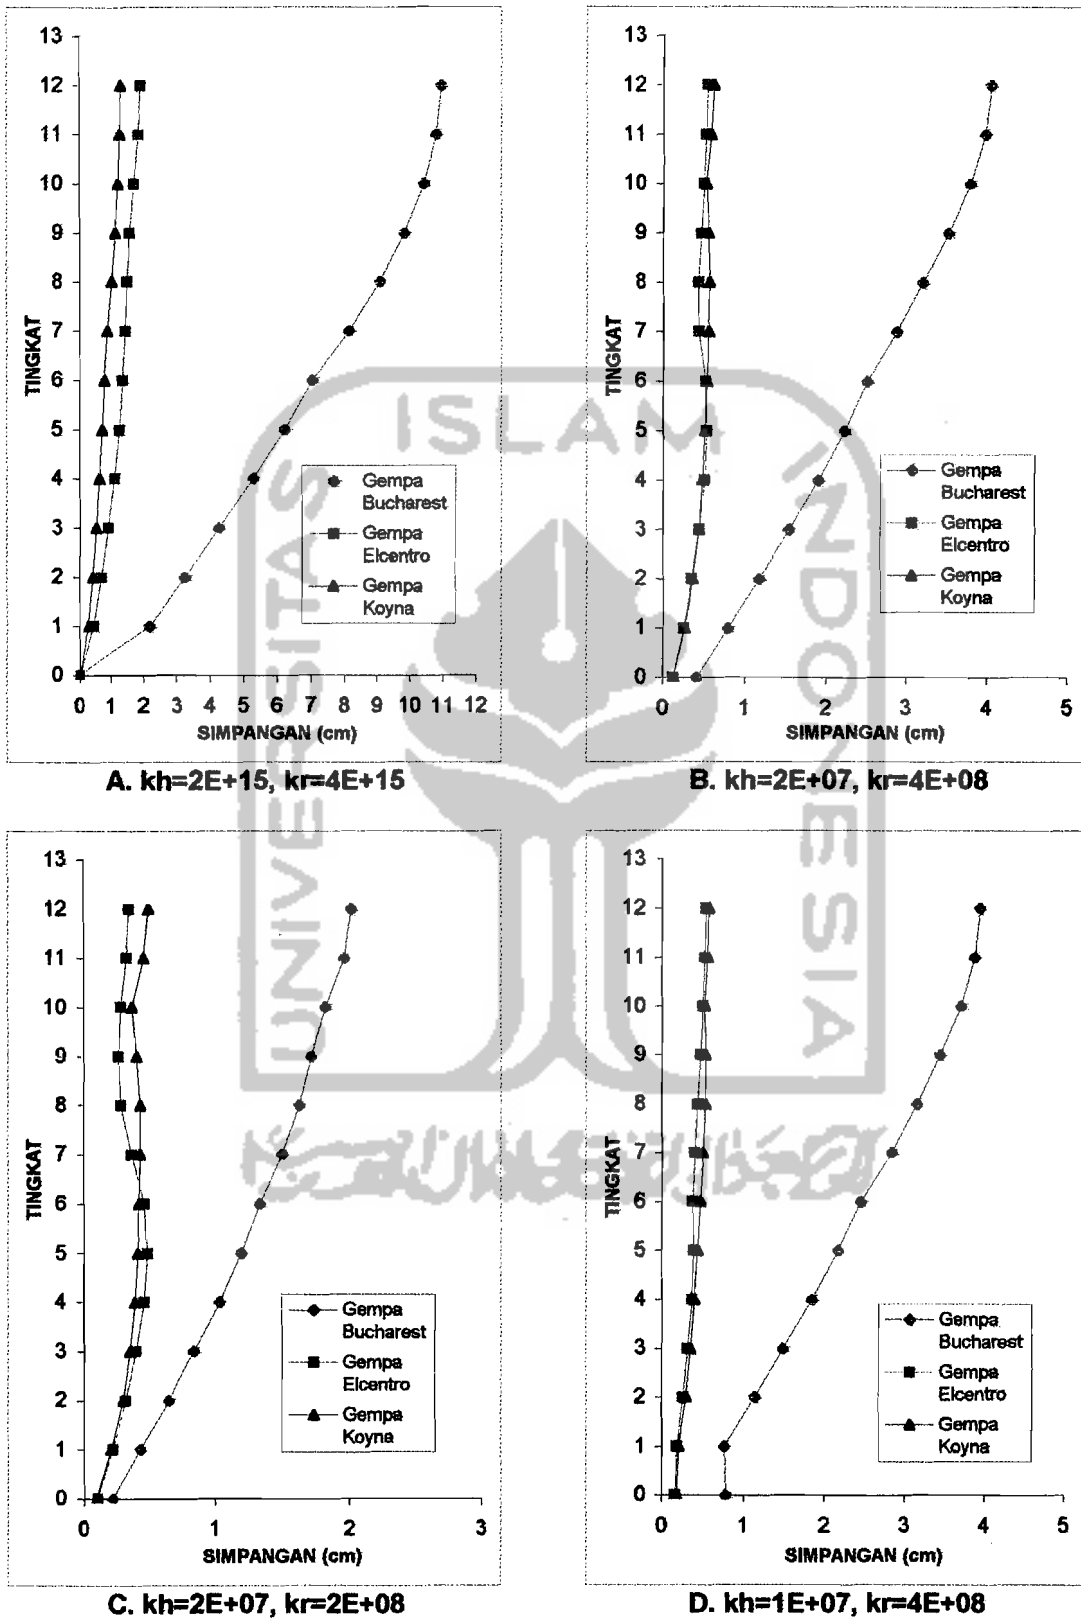 13
12
11
10
9
8
7
6
5
4
3
2
1
0
TINGKAT
0 1 2 3 4 5 6 7 8 9 10 11 12
SIMPANGAN (cm)
Gempa
Bucharest
Gempa
Elcentro
Gempa
Koyna
A. kh=2E+15, kr=4E+15
13
12
11
10
9
8
7
6
5
4
3
2
1
0
TINGKAT
0 1 2 3 4 5
SIMPANGAN (cm)
Gempa
Bucharest
Gempa
Elcentro
Gempa
Koyna
B. kh=2E+07, kr=4E+08
13
12
11
10
9
8
7
6
5
4
3
2
1
0
TINGKAT
0 1 2 3
SIMPANGAN (cm)
Gempa
Bucharest
Gempa
Elcentro
Gempa
Koyna
C. kh=2E+07, kr=2E+08
13
12
11
10
9
8
7
6
5
4
3
2
1
0
TINGKAT
0 1 2 3 4 5
SIMPANGAN (cm)
Gempa
Bucharest
Gempa
Elcentro
Gempa
Koyna
D. kh=1E+07, kr=4E+08
UNIVERSITAS
ISLAM
INDONESIA